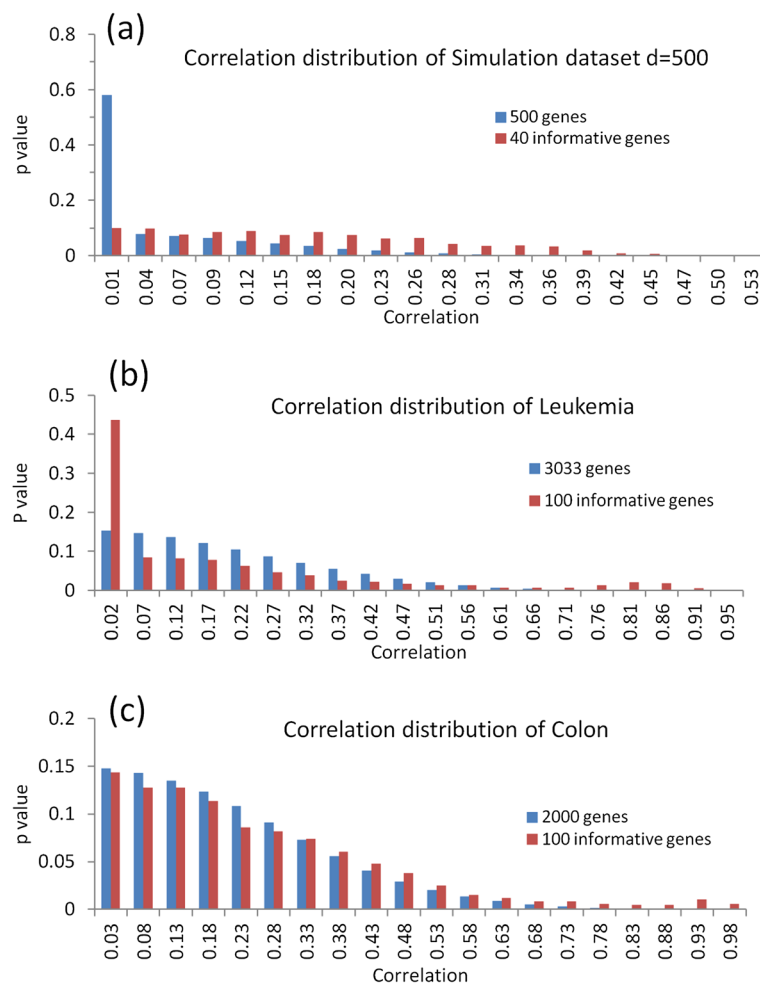 (a)
Correlation distribution of Simulation dataset d=500
p value
0.8
0.6
0.4
0.2
0
500 genes
40 informative genes
0.01 0.04 0.07 0.09 0.12 0.15 0.18 0.20 0.23 0.26 0.28 0.31 0.34 0.36 0.39 0.42 0.45 0.47 0.50 0.53
Correlation
(b)
Correlation distribution of Leukemia
P value
0.5
0.4
0.3
0.2
0.1
0
3033 genes
100 informative genes
0.02 0.07 0.12 0.17 0.22 0.27 0.32 0.37 0.42 0.47 0.51 0.56 0.61 0.66 0.71 0.76 0.81 0.86 0.91 0.95
Correlation
(c)
Correlation distribution of Colon
p value
0.2
0.15
0.1
0.05
0
2000 genes
100 informative genes
0.03 0.08 0.13 0.18 0.23 0.28 0.33 0.38 0.43 0.48 0.53 0.58 0.63 0.68 0.73 0.78 0.83 0.88 0.93 0.98
Correlation